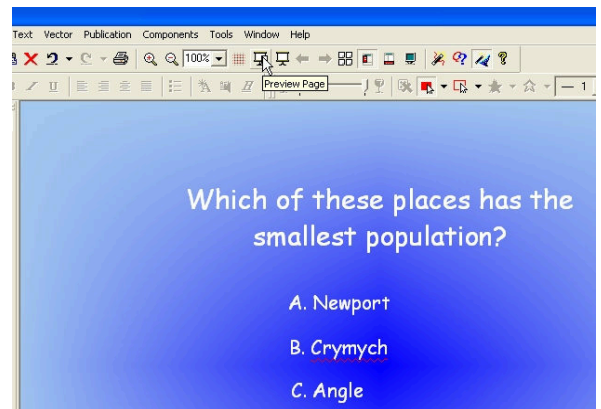 Text Vector Publication Components Tools Window Help
100%
Preview Page
1
Which of these places has the
smallest population?
A. Newport
B. Crymych
C. Angle